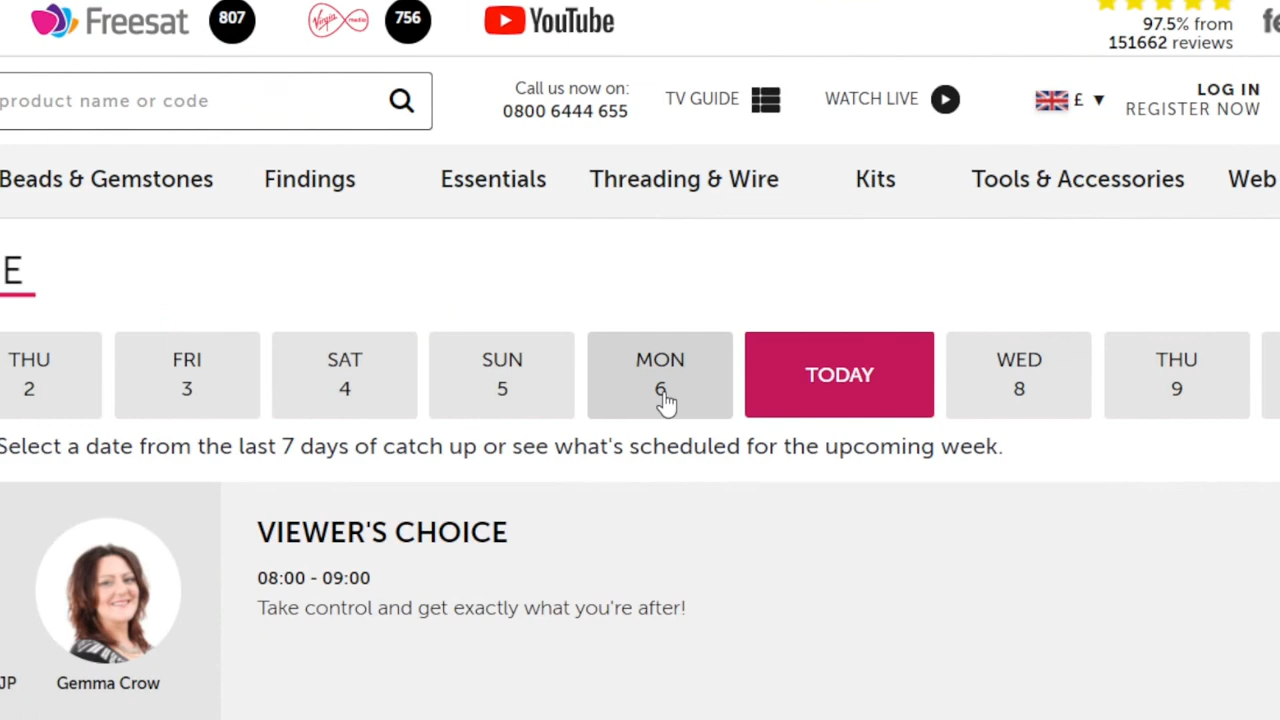 Freesat 807 Virgin media 756 YouTube
97.5% from
151662 reviews
product name or code
Call us now on:
0800 6444 655
TV GUIDE
WATCH LIVE
£ ▼
LOG IN
REGISTER NOW
Beads & Gemstones Findings Essentials Threading & Wire Kits Tools & Accessories Web
E
THU
2
FRI
3
SAT
4
SUN
5
MON
6
TODAY
WED
8
THU
9
Select a date from the last 7 days of catch up or see what's scheduled for the upcoming week.
VIEWER'S CHOICE
08:00 - 09:00
Take control and get exactly what you're after!
JP
Gemma Crow